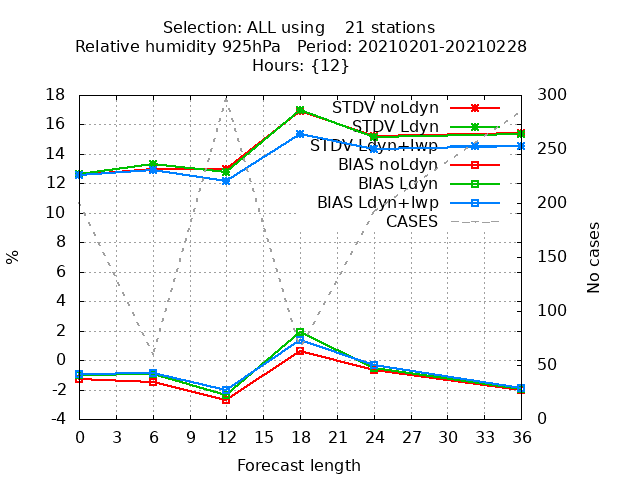 Selection: ALL using    21 stations
Relative humidity 925hPa   Period: 20210201-20210228
Hours: {12}
18
16
14
12
10
8
6
4
2
0
-2
-4
%
300
250
200
150
100
50
0
No cases
STDV noLdyn
STDV Ldyn
STDV Ldyn+lwp
BIAS noLdyn
BIAS Ldyn
BIAS Ldyn+lwp
CASES
0 3 6 9 12 15 18 21 24 27 30 33 36
Forecast length